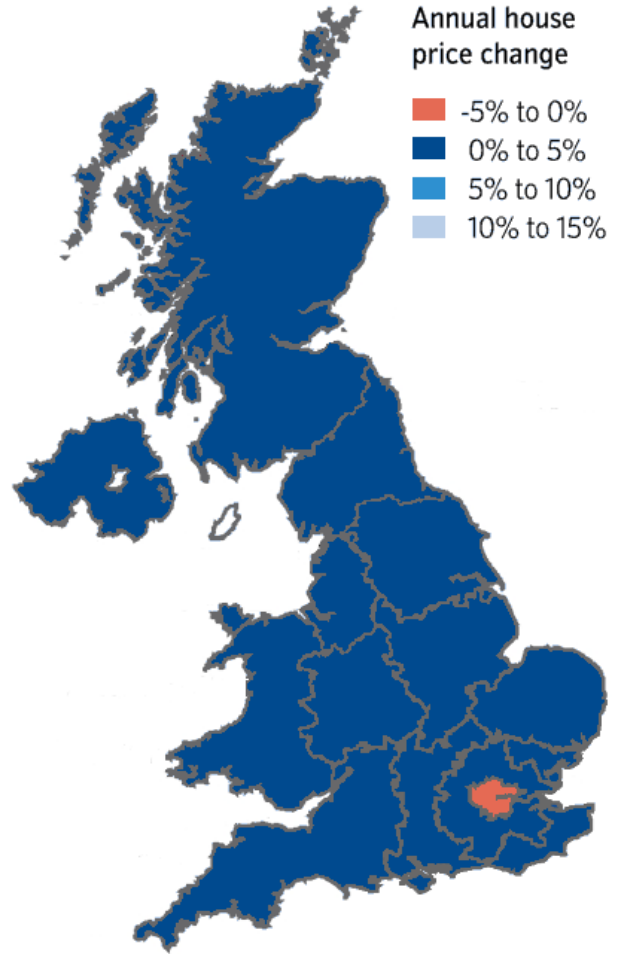 Annual house
price change
-5% to 0%
0% to 5%
5% to 10%
10% to 15%